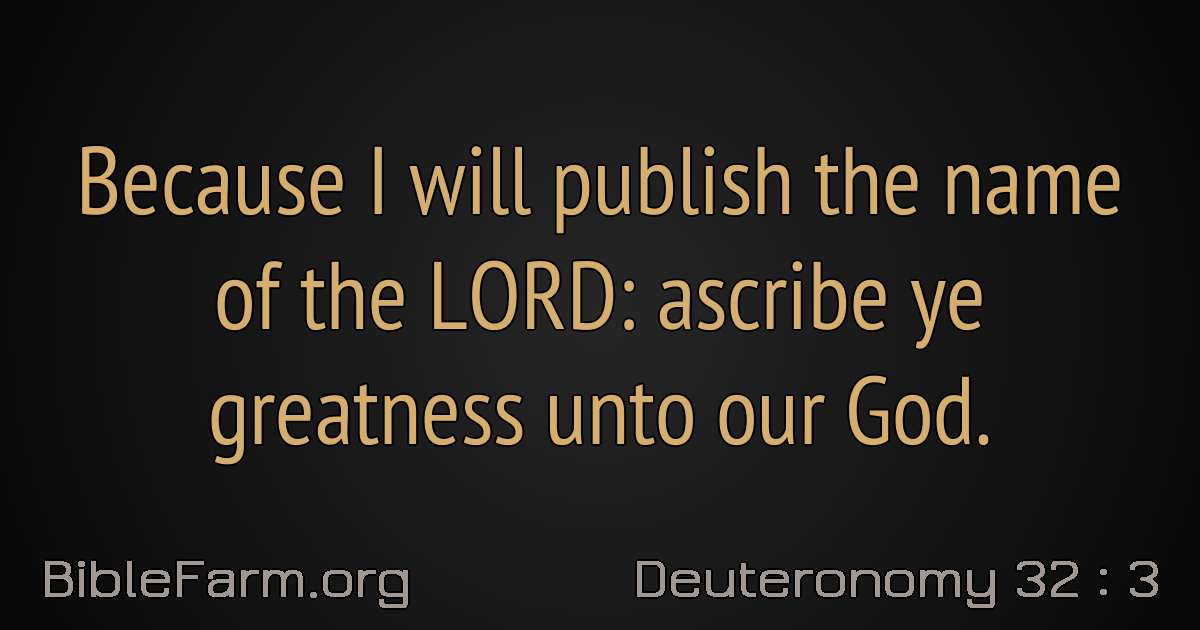 Because I will publish the name
of the LORD: ascribe ye
greatness unto our God.
BibleFarm.org
Deuteronomy 32 : 3